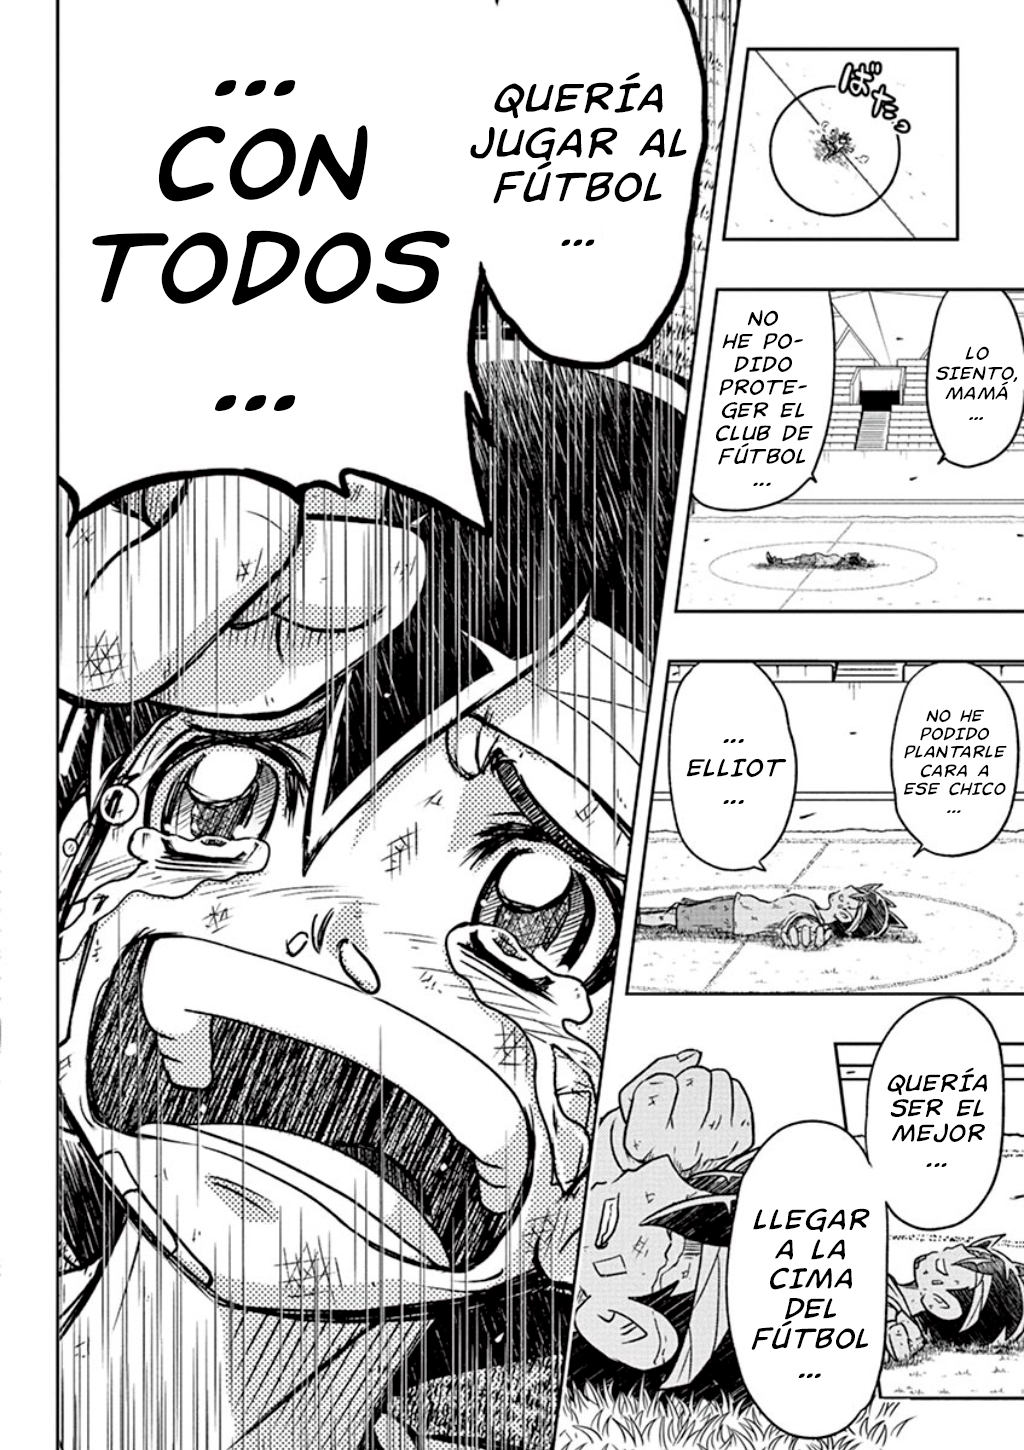 ばたっ
LO
SIENTO,
MAMÁ
...
NO
HE PO-
DIDO
PROTE-
GER EL
CLUB DE
FÚTBOL
...
NO HE
PODIDO
PLANTARLE
CARA A
ESE CHICO
...
...
ELLIOT
...
QUERÍA
SER EL
MEJOR
...
LLEGAR
A LA
CIMA
DEL
FÚTBOL
...
QUERÍA
JUGAR AL
FÚTBOL
...
...
CON
TODOS
...